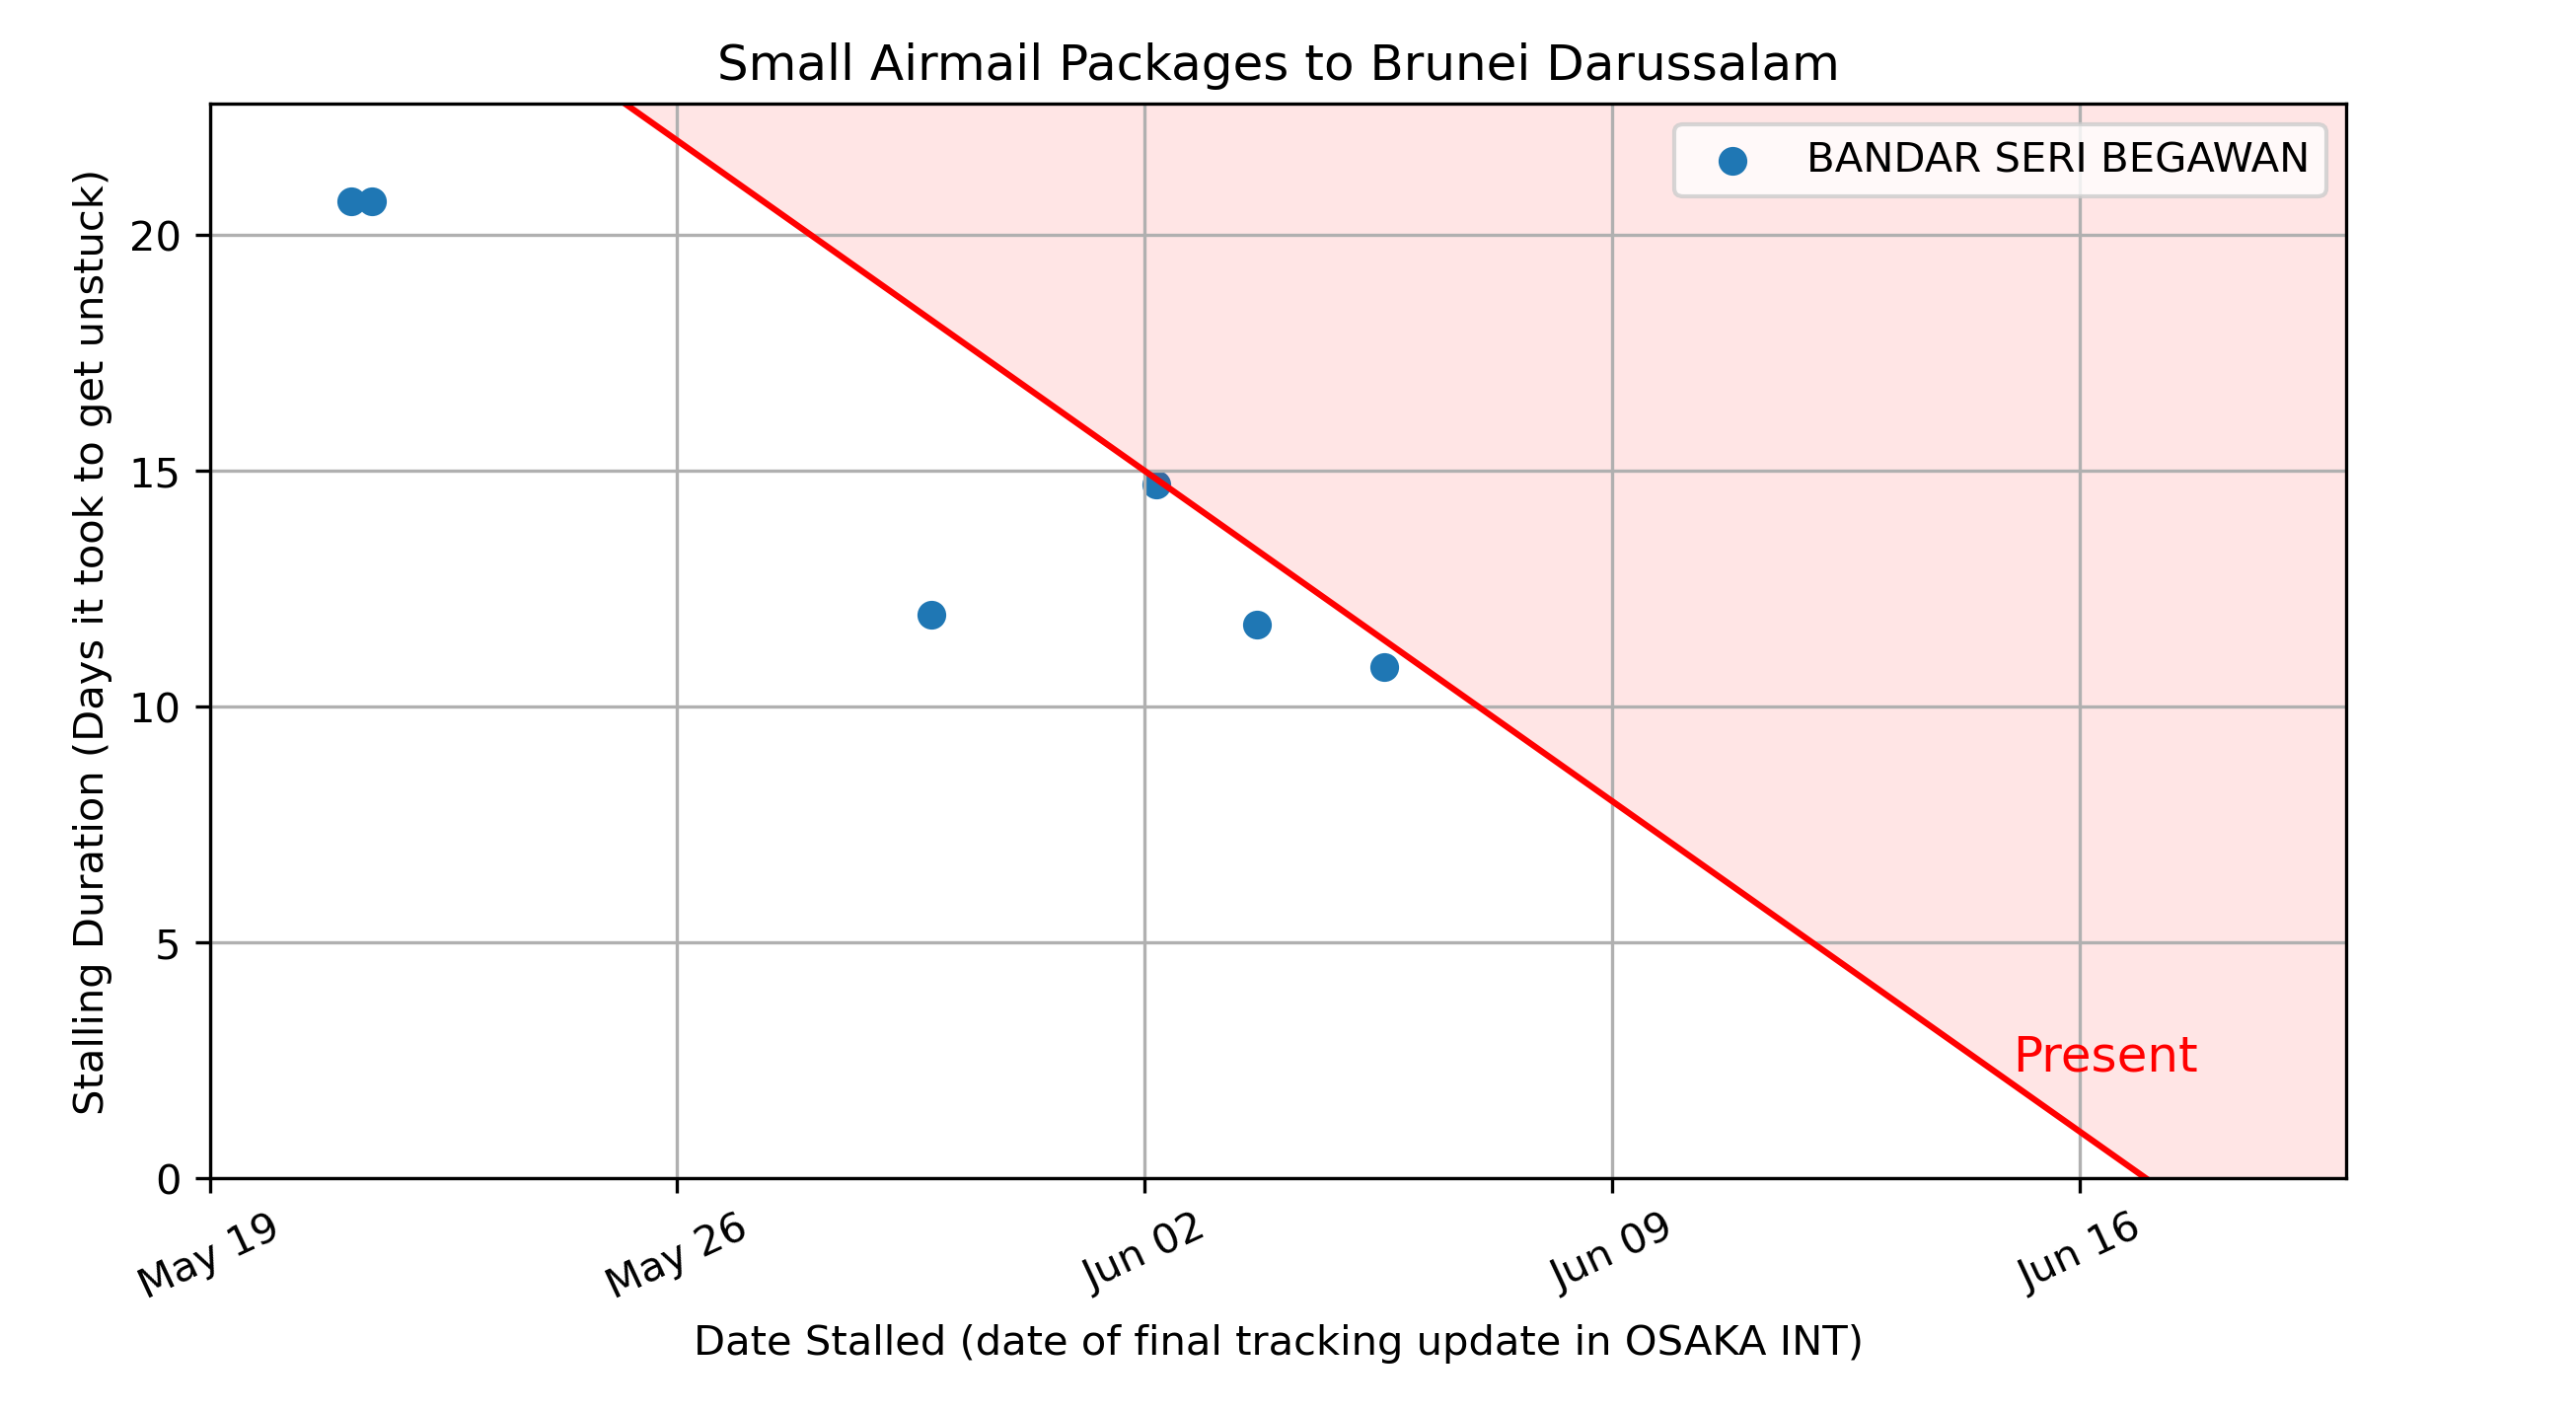 Small Airmail Packages to Brunei Darussalam
BANDAR SERI BEGAWAN
Stalling Duration (Days it took to get unstuck)
20
15
10
5
0
Present
May 19
May 26
Jun 02
Jun 09
Jun 16
Date Stalled (date of final tracking update in OSAKA INT)